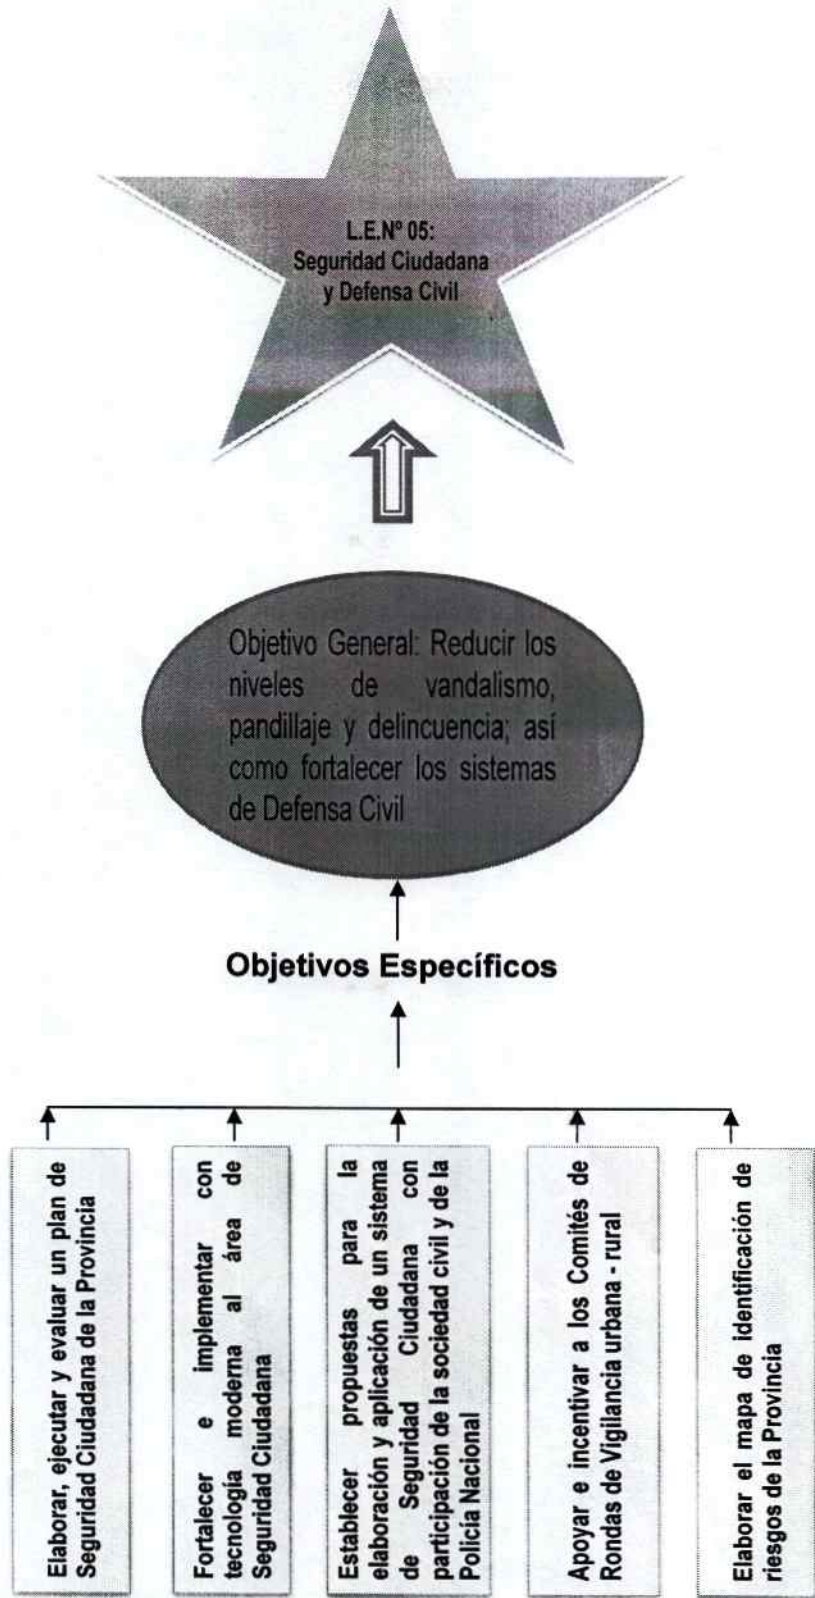 L.E.Nº 05:
Seguridad Ciudadana
y Defensa Civil
Objetivo General: Reducir los
niveles de vandalismo,
pandillaje y delincuencia; así
como fortalecer los sistemas
de Defensa Civil
Objetivos Específicos
Elaborar, ejecutar y evaluar un plan de
Seguridad Ciudadana de la Provincia
Fortalecer e implementar con
tecnología moderna al área de
Seguridad Ciudadana
Establecer propuestas para la
elaboración y aplicación de un sistema
de Seguridad Ciudadana con
participación de la sociedad civil y de la
Policía Nacional
Apoyar e incentivar a los Comités de
Rondas de Vigilancia urbana - rural
Elaborar el mapa de identificación de
riesgos de la Provincia